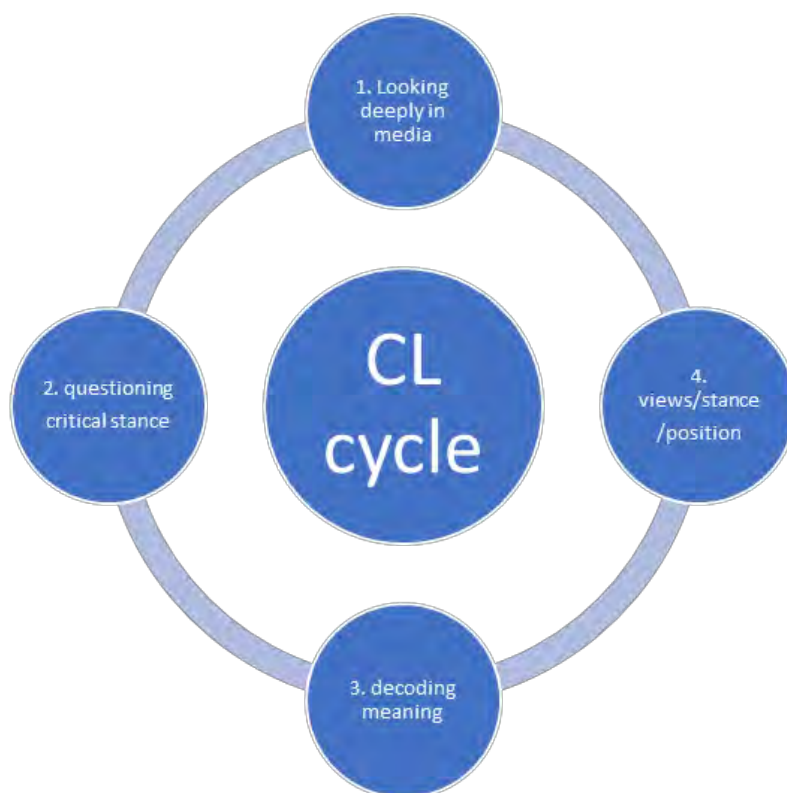 1. Looking
deeply in
media
2. questioning
critical stance
CL
cycle
4.
views/stance
/position
3. decoding
meaning